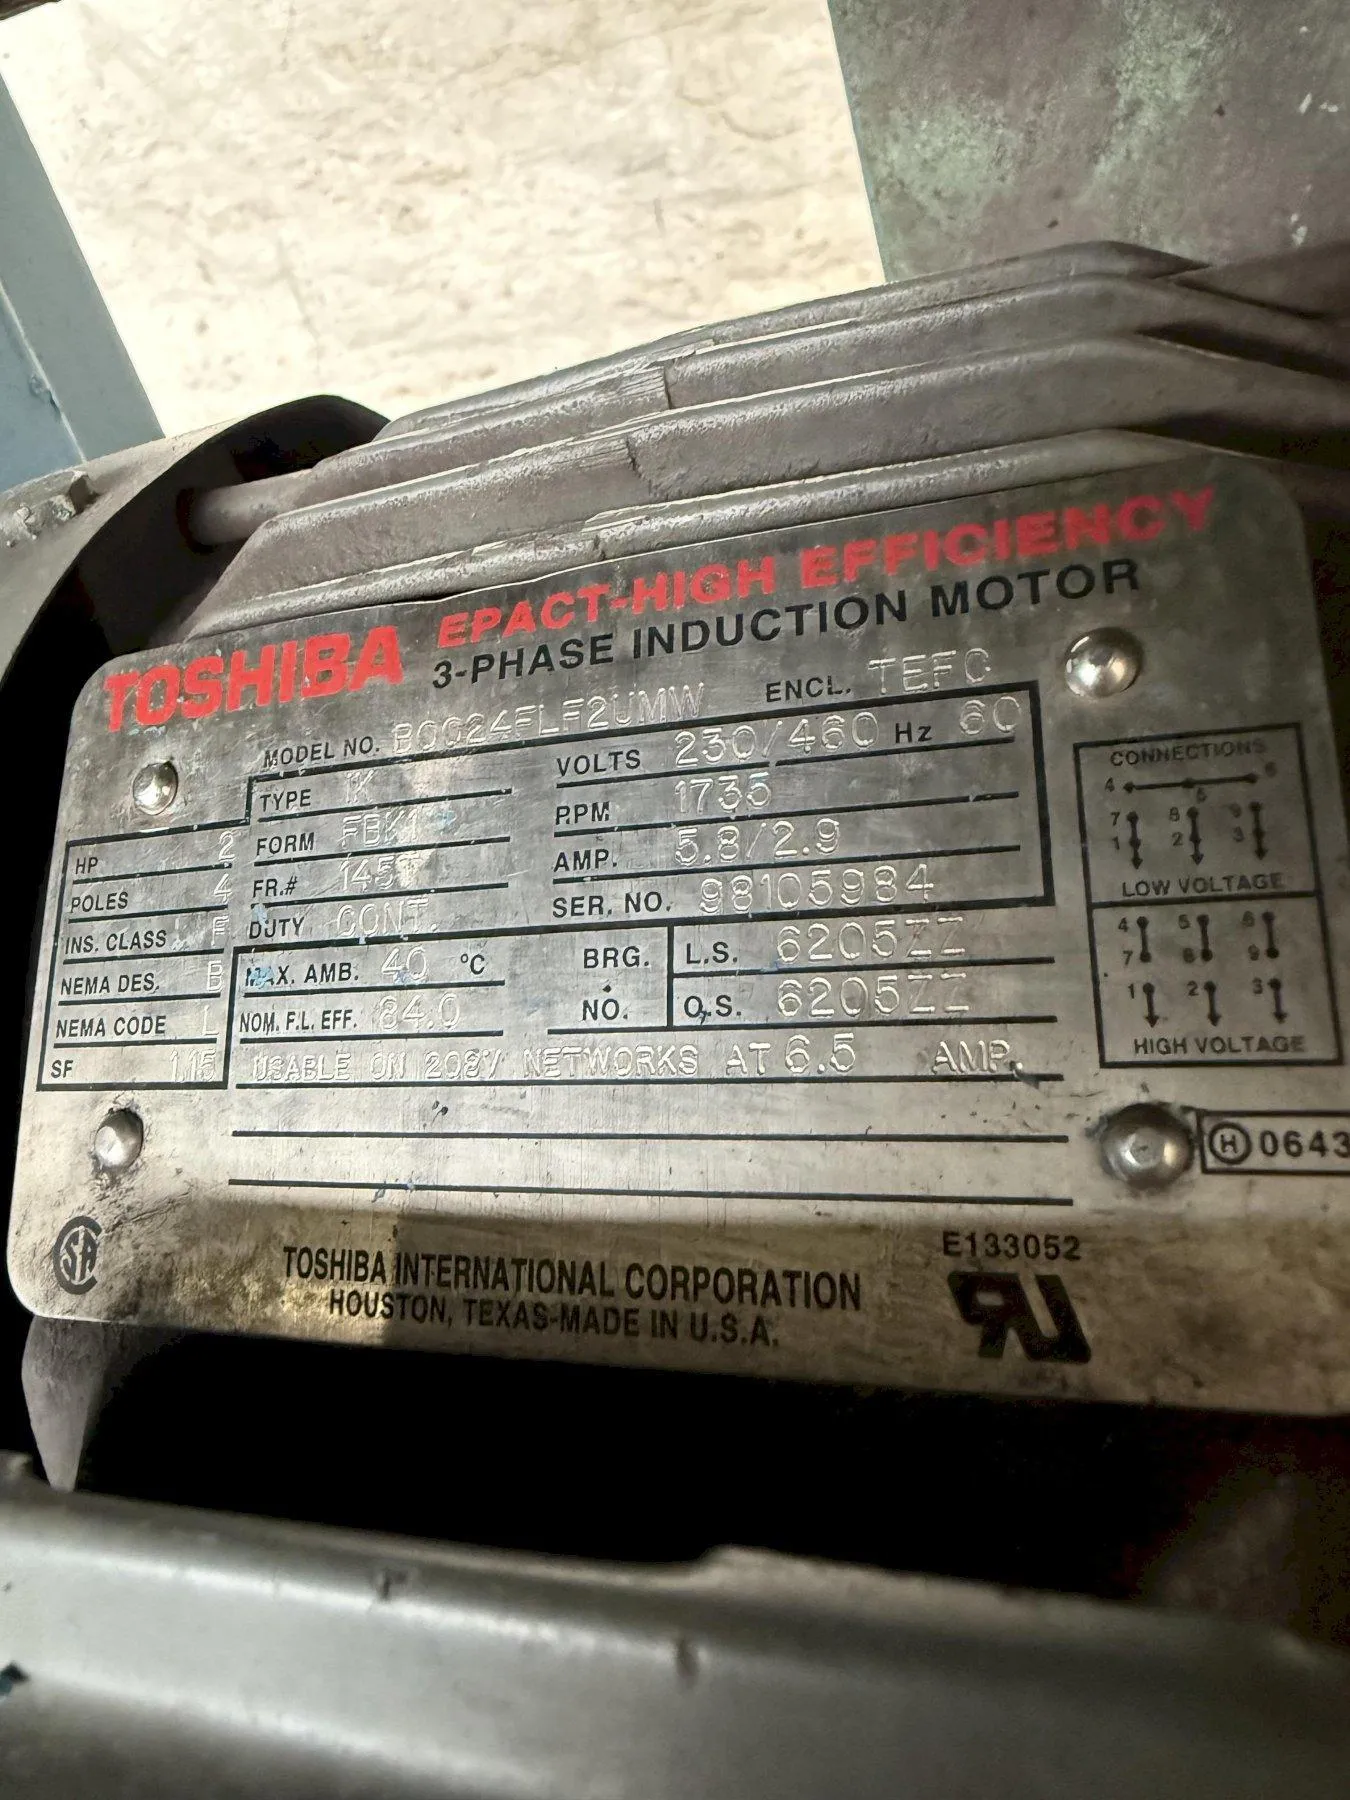 TOSHIBA EPACT-HIGH EFFICIENCY
3-PHASE INDUCTION MOTOR
MODEL NO. B0024FLF2UMW ENCL. TEFC
TYPE 1K VOLTS 230/460 Hz 60
HP 2 FORM FBK1 RPM 1735
POLES 4 FR.# 145T AMP. 5.8/2.9
INS. CLASS F DUTY CONT. SER. NO. 98105984
NEMA DES. B MAX. AMB. 40 °C BRG. L.S. 6205ZZ
NEMA CODE L NOM. F.L. EFF. 84.0 NO. O.S. 6205ZZ
SF 1.15 USABLE ON 208V NETWORKS AT 6.5 AMP.
CONNECTIONS
4 5 6
7 8 9
1 2 3
LOW VOLTAGE
4 5 6
7 8 9
1 2 3
HIGH VOLTAGE
H 0643
SA
TOSHIBA INTERNATIONAL CORPORATION
HOUSTON, TEXAS-MADE IN U.S.A.
E133052
UR